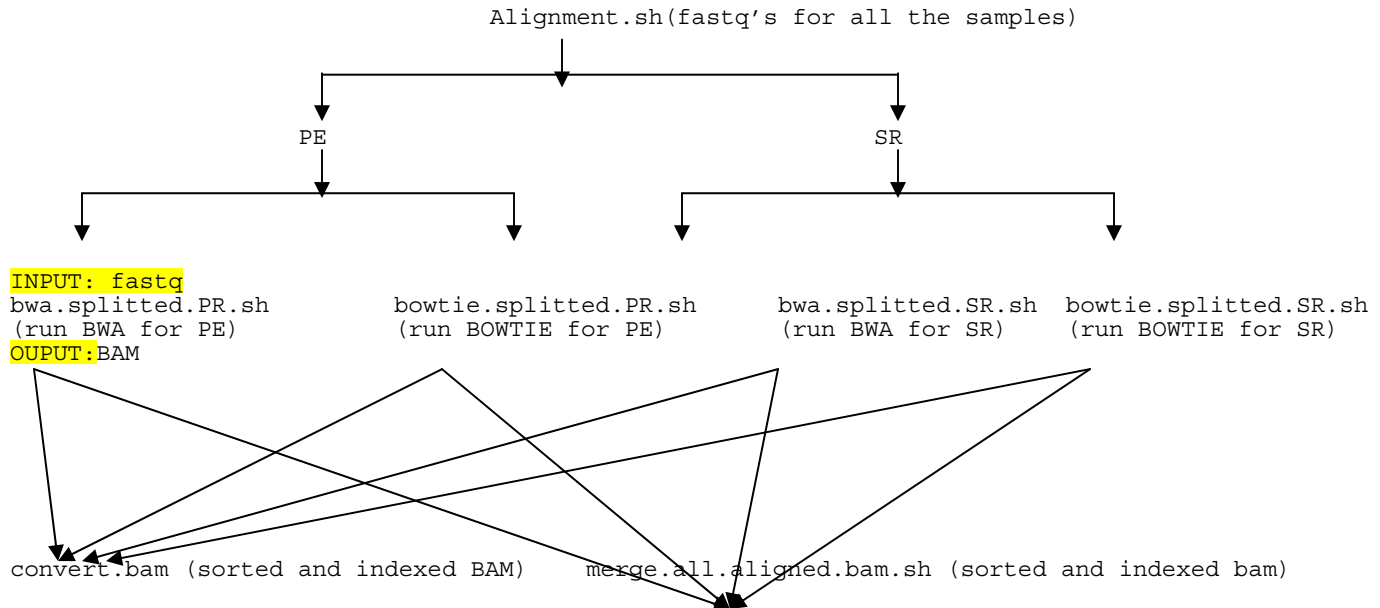 Alignment.sh(fastq’s for all the samples)
PE SR
INPUT: fastq
bwa.splitted.PR.sh bowtie.splitted.PR.sh bwa.splitted.SR.sh bowtie.splitted.SR.sh
(run BWA for PE) (run BOWTIE for PE) (run BWA for SR) (run BOWTIE for SR)
OUPUT:BAM
convert.bam (sorted and indexed BAM) merge.all.aligned.bam.sh (sorted and indexed bam)